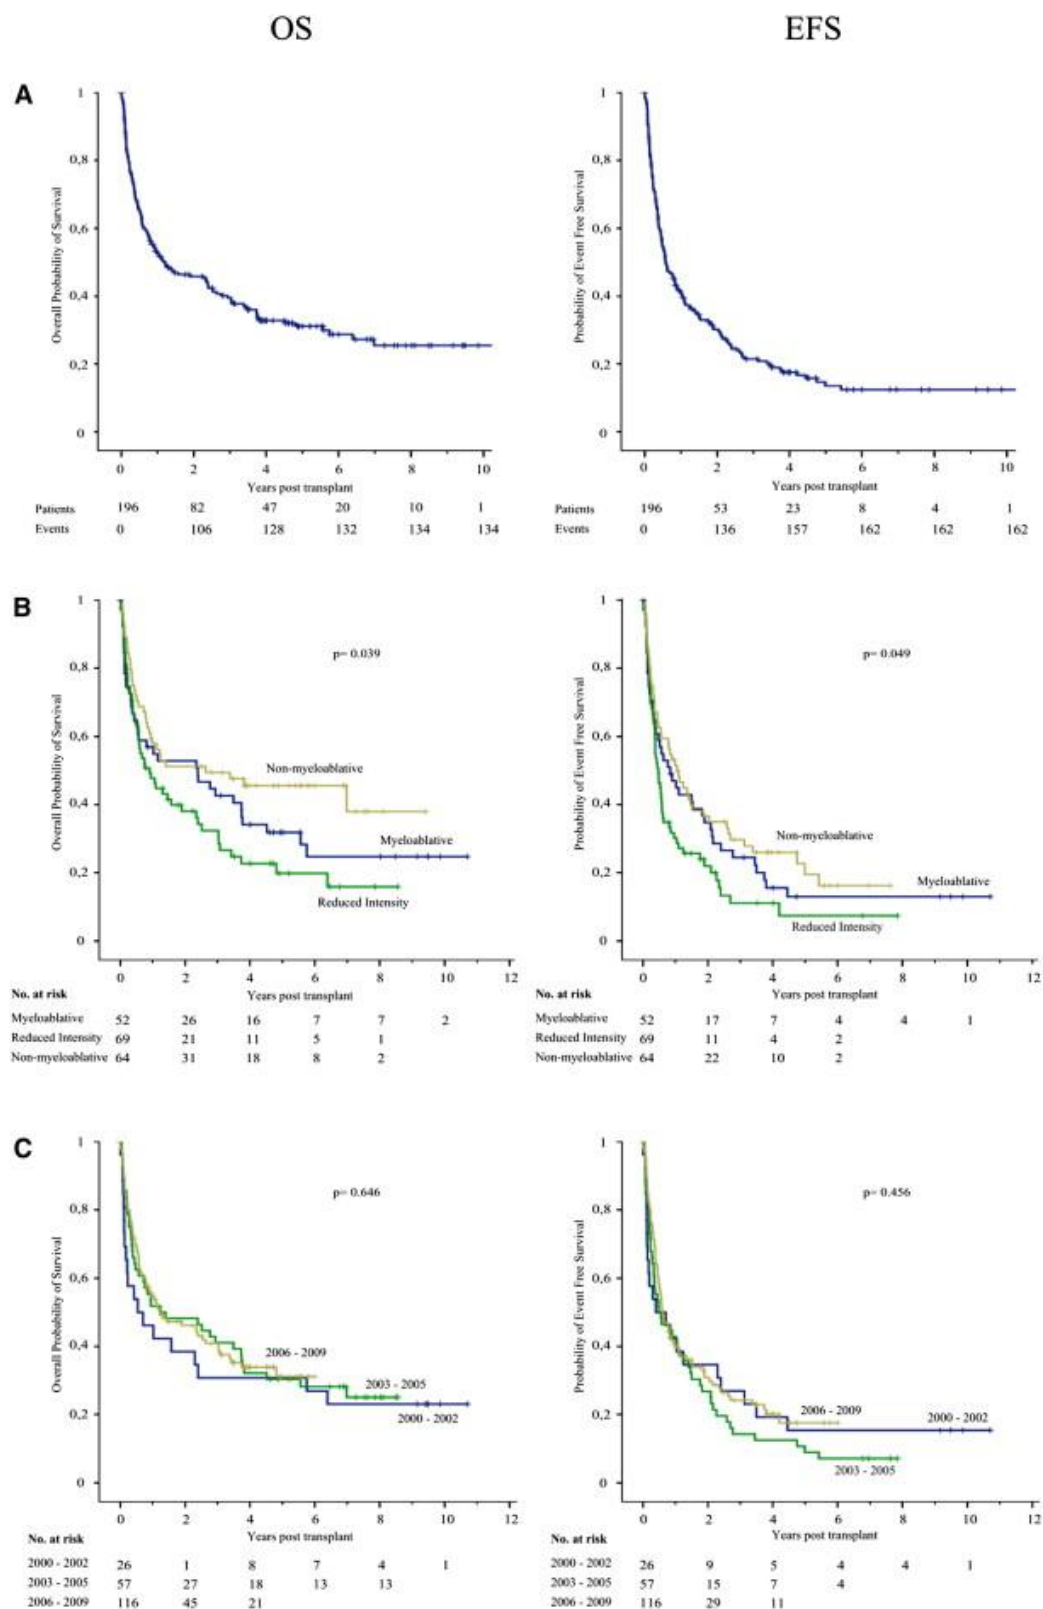 OS
EFS
A
Overall Probability of Survival
1
0,8
0,6
0,4
0,2
0
0 2 4 6 8 10
Years post transplant
Patients 196 82 47 20 10 1
Events 0 106 128 132 134 134
Probability of Event Free Survival
1
0,8
0,6
0,4
0,2
0
0 2 4 6 8 10
Years post transplant
Patients 196 53 23 8 4 1
Events 0 136 157 162 162 162
B
Overall Probability of Survival
1
0,8
0,6
0,4
0,2
0
p= 0.039
Non-myeloablative
Myeloablative
Reduced Intensity
0 2 4 6 8 10 12
No. at risk
Years post transplant
Myeloablative 52 26 16 7 7 2
Reduced Intensity 69 21 11 5 1
Non-myeloablative 64 31 18 8 2
Probability of Event Free Survival
1
0,8
0,6
0,4
0,2
0
p= 0.049
Non-myeloablative
Myeloablative
Reduced Intensity
0 2 4 6 8 10 12
No. at risk
Years post transplant
Myeloablative 52 17 7 4 4 1
Reduced Intensity 69 11 4 2
Non-myeloablative 64 22 10 2
C
Overall Probability of Survival
1
0,8
0,6
0,4
0,2
0
p= 0.646
2006 - 2009
2003 - 2005
2000 - 2002
0 2 4 6 8 10 12
Years post transplant
No. at risk
2000 - 2002 26 1 8 7 4 1
2003 - 2005 57 27 18 13 13
2006 - 2009 116 45 21
Probability of Event Free Survival
1
0,8
0,6
0,4
0,2
0
p= 0.456
2006 - 2009
2000 - 2002
2003 - 2005
0 2 4 6 8 10 12
Years post transplant
No. at risk
2000 - 2002 26 9 5 4 4 1
2003 - 2005 57 15 7 4
2006 - 2009 116 29 11